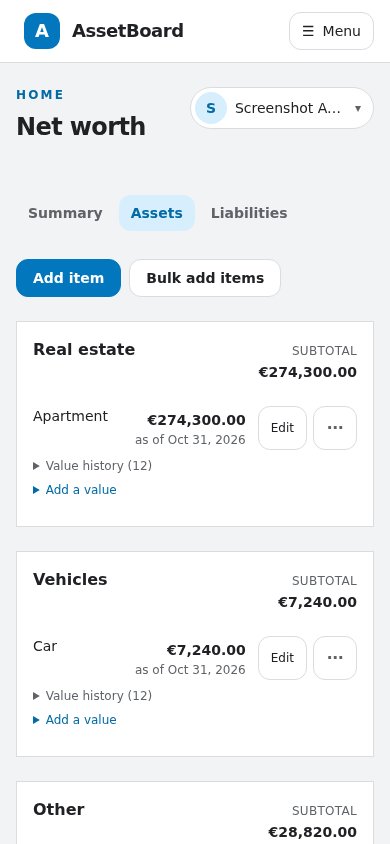 A AssetBoard ☰ Menu
HOME
Net worth
S Screenshot A... ▾
Summary Assets Liabilities
Add item Bulk add items
Real estate SUBTOTAL
€274,300.00
Apartment €274,300.00 Edit ...
as of Oct 31, 2026
Value history (12)
Add a value
Vehicles SUBTOTAL
€7,240.00
Car €7,240.00 Edit ...
as of Oct 31, 2026
Value history (12)
Add a value
Other SUBTOTAL
€28,820.00